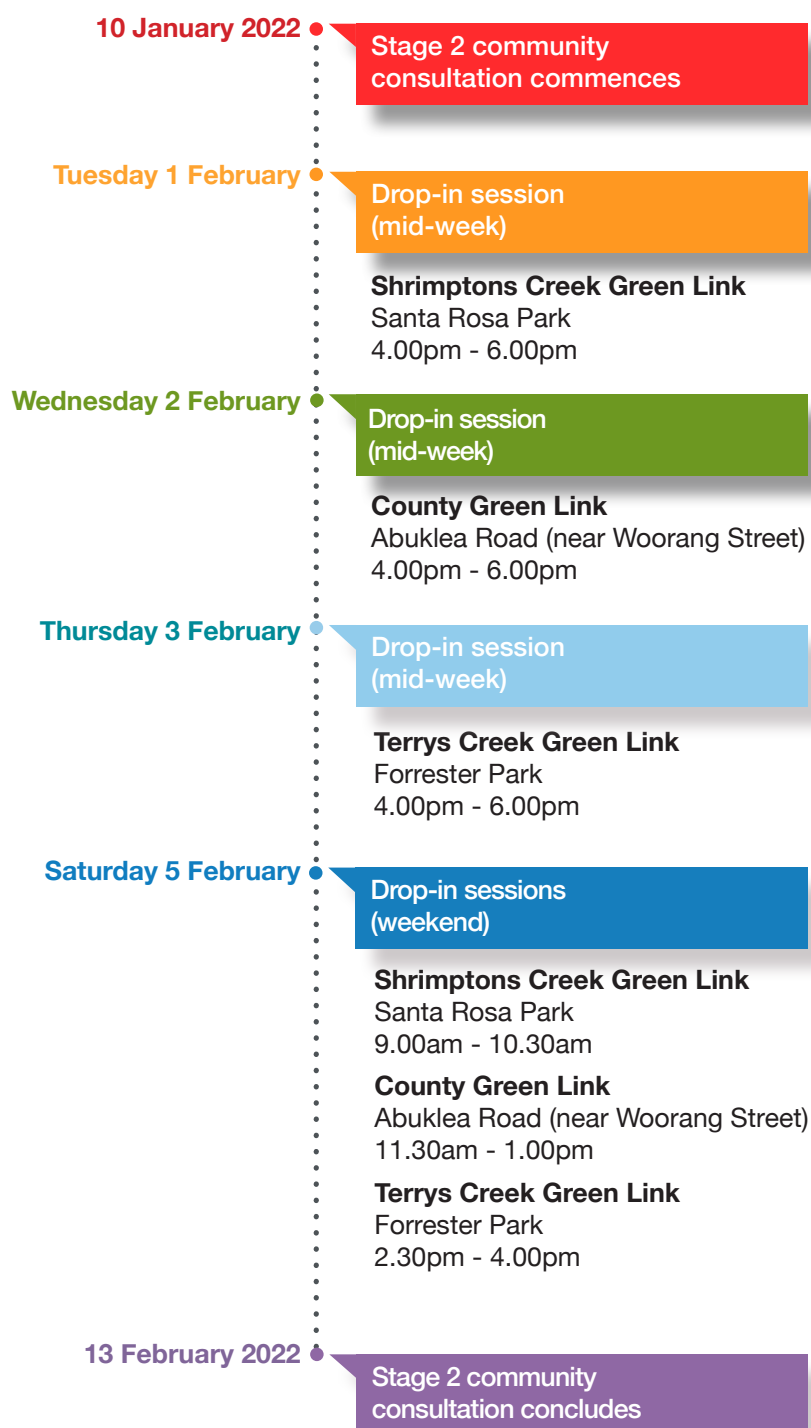 10 January 2022
Stage 2 community
consultation commences
Tuesday 1 February
Drop-in session
(mid-week)
Shrimptons Creek Green Link
Santa Rosa Park
4.00pm - 6.00pm
Wednesday 2 February
Drop-in session
(mid-week)
County Green Link
Abuklea Road (near Woorang Street)
4.00pm - 6.00pm
Thursday 3 February
Drop-in session
(mid-week)
Terrys Creek Green Link
Forrester Park
4.00pm - 6.00pm
Saturday 5 February
Drop-in sessions
(weekend)
Shrimptons Creek Green Link
Santa Rosa Park
9.00am - 10.30am
County Green Link
Abuklea Road (near Woorang Street)
11.30am - 1.00pm
Terrys Creek Green Link
Forrester Park
2.30pm - 4.00pm
13 February 2022
Stage 2 community
consultation concludes